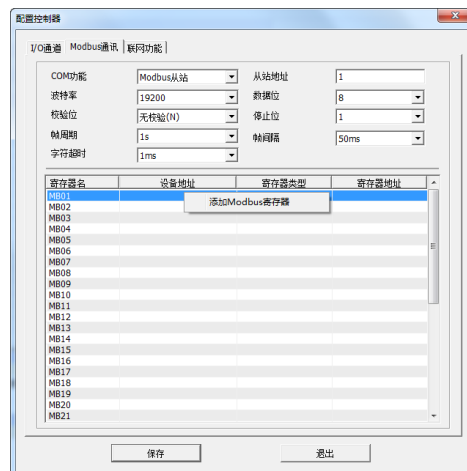 配置控制器
I/O通道 Modbus通讯 联网功能
COM功能 Modbus从站 从站地址 1
波特率 19200 数据位 8
校验位 无校验(N) 停止位 1
帧周期 1s 帧间隔 50ms
字符超时 1ms
寄存器名 设备地址 寄存器类型 寄存器地址
MB01
添加Modbus寄存器
MB02
MB03
MB04
MB05
MB06
MB07
MB08
MB09
MB10
MB11
MB12
MB13
MB14
MB15
MB16
MB17
MB18
MB19
MB20
MB21
保存 退出